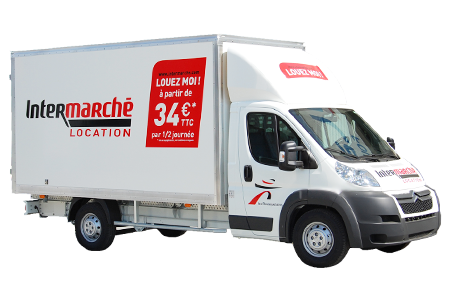 LOUEZ MOI !
à partir de
34€*
TTC
par 1/2 journée
Intermarché
LOCATION
LOUEZ MOI !
Intermarché